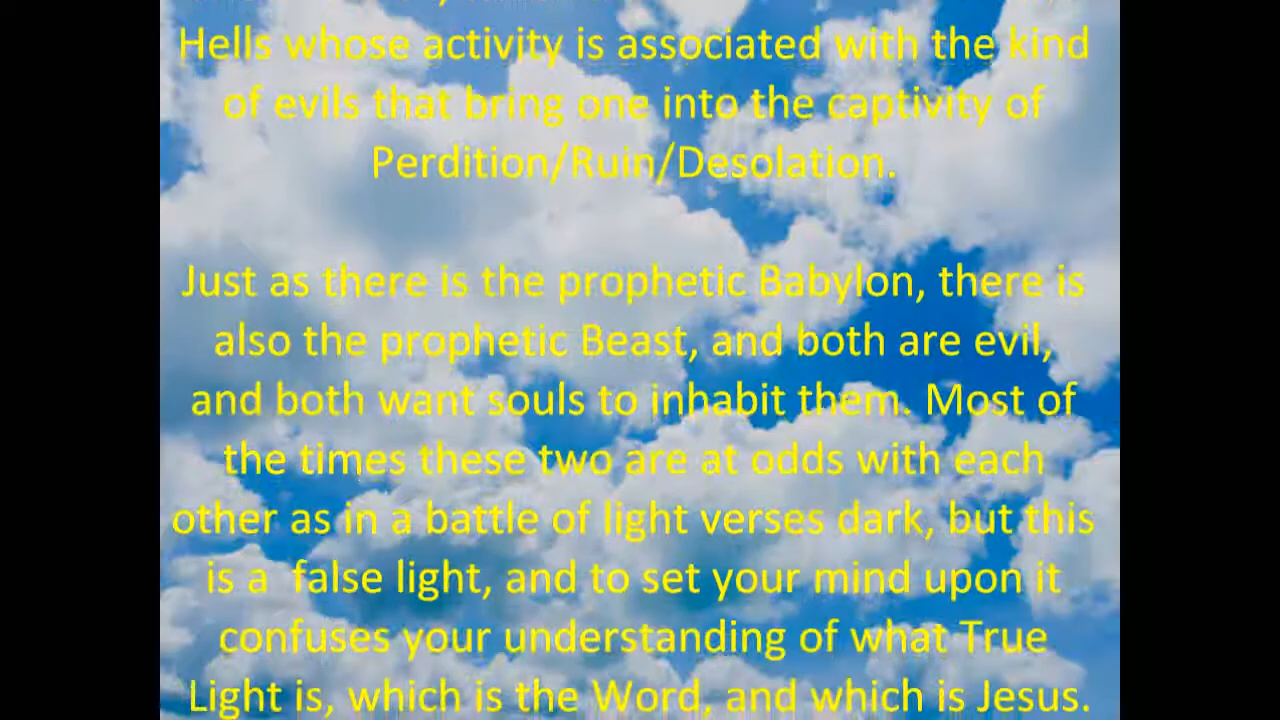 Hells whose activity is associated with the kind
of evils that bring one into the captivity of
Perdition/Ruin/Desolation.
Just as there is the prophetic Babylon, there is
also the prophetic Beast, and both are evil,
and both want souls to inhabit them. Most of
the times these two are at odds with each
other as in a battle of light verses dark, but this
is a  false light, and to set your mind upon it
confuses your understanding of what True
Light is, which is the Word, and which is Jesus.